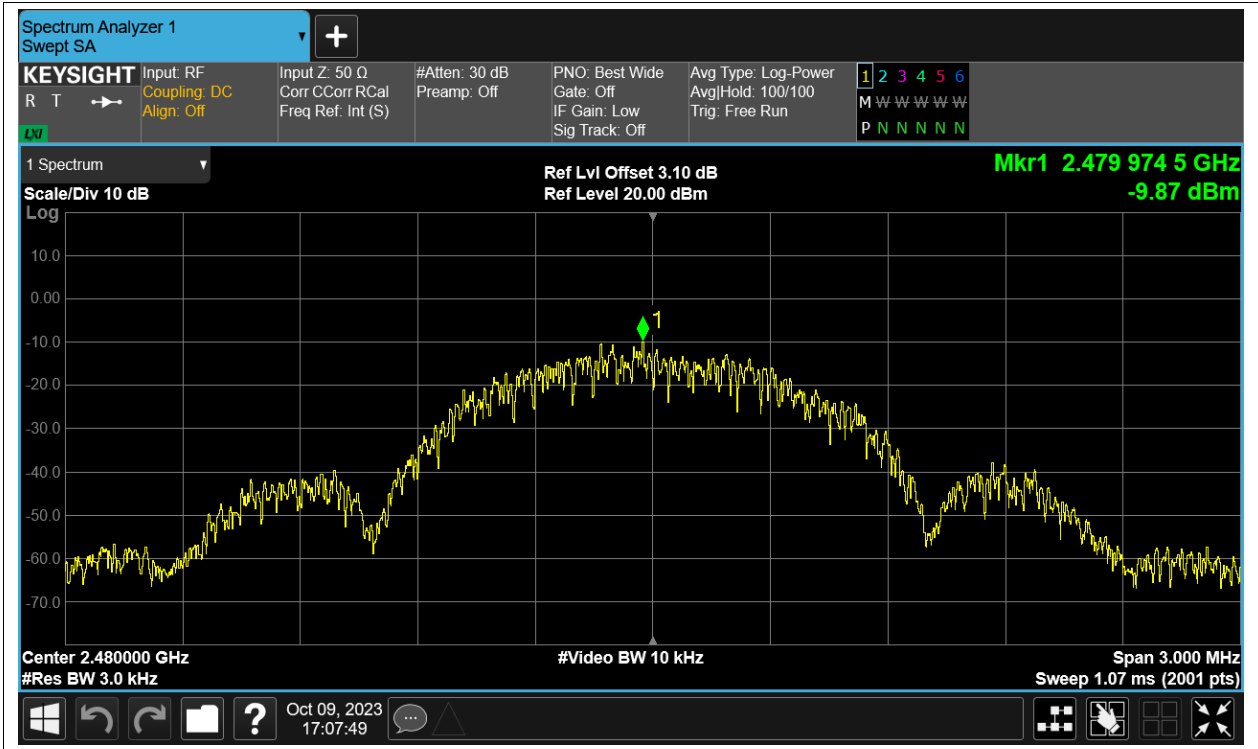 Spectrum Analyzer 1
Swept SA
KEYSIGHT
R T
LXI
Input: RF
Coupling: DC
Align: Off
Input Z: 50 Ω
Corr CCorr RCal
Freq Ref: Int (S)
#Atten: 30 dB
Preamp: Off
PNO: Best Wide
Gate: Off
IF Gain: Low
Sig Track: Off
Avg Type: Log-Power
Avg|Hold: 100/100
Trig: Free Run
1 2 3 4 5 6
M W W W W W
P N N N N N
1 Spectrum
Scale/Div 10 dB
Ref Lvl Offset 3.10 dB
Ref Level 20.00 dBm
Mkr1 2.479 974 5 GHz
-9.87 dBm
Log
10.0
0.00
-10.0
-20.0
-30.0
-40.0
-50.0
-60.0
-70.0
1
Center 2.480000 GHz
#Res BW 3.0 kHz
#Video BW 10 kHz
Span 3.000 MHz
Sweep 1.07 ms (2001 pts)
?
Oct 09, 2023
17:07:49